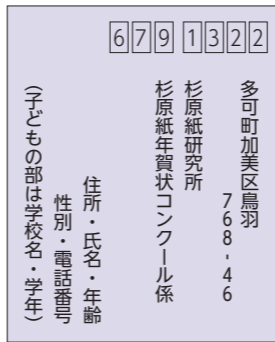 679 1322
多可町加美区鳥羽
768-46
杉原紙研究所
杉原紙年賀状コンクール係
住所・氏名・年齢
性別・電話番号
(子どもの部は学校名・学年)